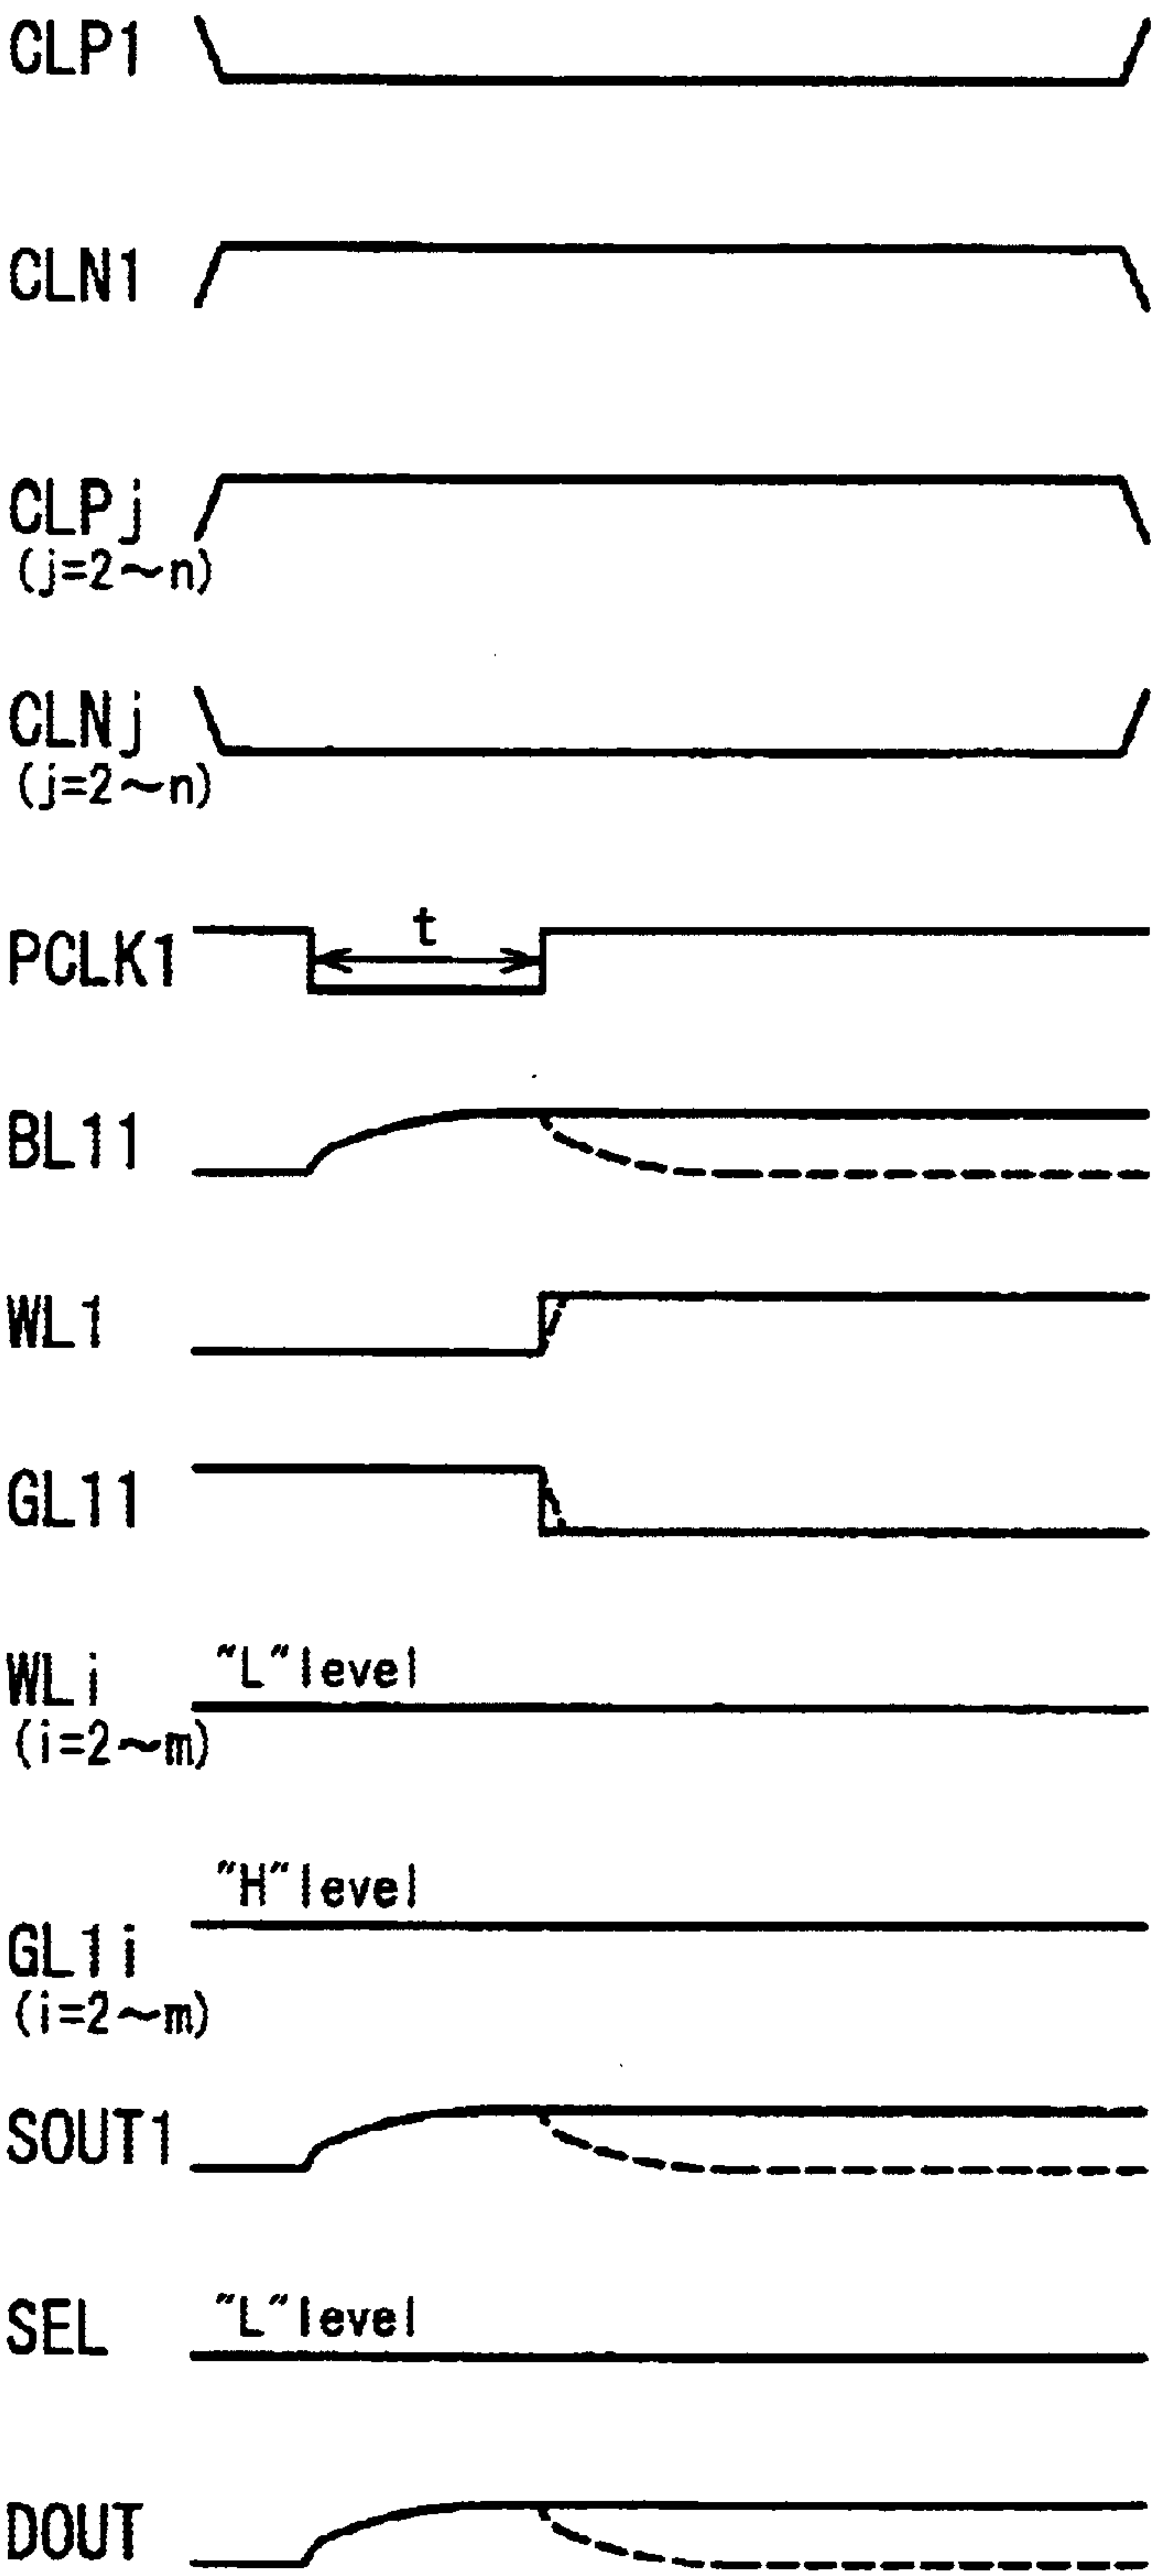 CLP1
CLN1
CLPj
(j=2～n)
CLNj
(j=2～n)
PCLK1
t
BL11
WL1
GL11
WLi
"L"level
(i=2～m)
"H"level
GL1i
(i=2～m)
SOUT1
SEL
"L"level
DOUT